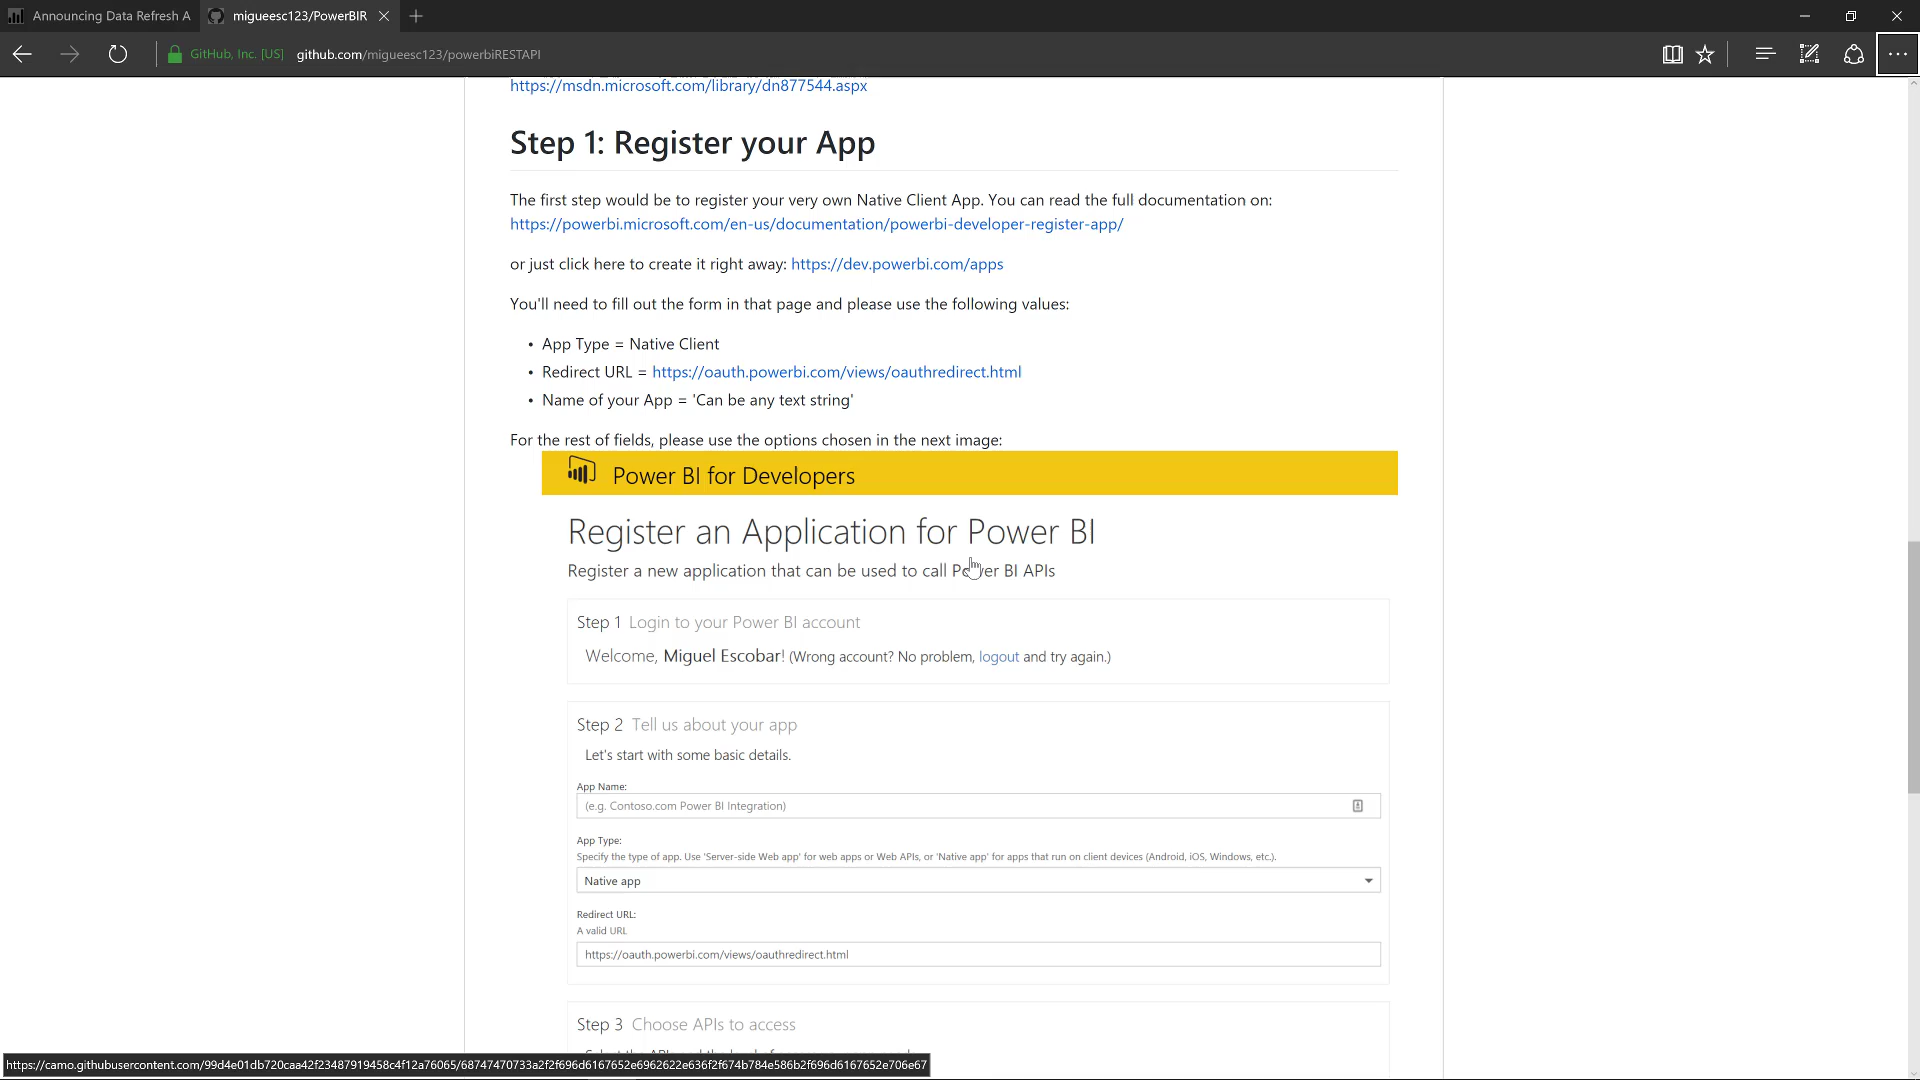 Announcing Data Refresh A
migueesc123/PowerBIR
GitHub, Inc. [US]
github.com/migueesc123/powerbiRESTAPI
https://msdn.microsoft.com/library/dn877544.aspx
Step 1: Register your App
The first step would be to register your very own Native Client App. You can read the full documentation on:
https://powerbi.microsoft.com/en-us/documentation/powerbi-developer-register-app/
or just click here to create it right away: https://dev.powerbi.com/apps
You'll need to fill out the form in that page and please use the following values:
• App Type = Native Client
• Redirect URL = https://oauth.powerbi.com/views/oauthredirect.html
• Name of your App = 'Can be any text string'
For the rest of fields, please use the options chosen in the next image:
Power BI for Developers
Register an Application for Power BI
Register a new application that can be used to call Power BI APIs
Step 1 Login to your Power BI account
Welcome, Miguel Escobar! (Wrong account? No problem, logout and try again.)
Step 2 Tell us about your app
Let's start with some basic details.
App Name:
(e.g. Contoso.com Power BI Integration)
App Type:
Specify the type of app. Use 'Server-side Web app' for web apps or Web APIs, or 'Native app' for apps that run on client devices (Android, iOS, Windows, etc.).
Native app
Redirect URL:
A valid URL
https://oauth.powerbi.com/views/oauthredirect.html
Step 3 Choose APIs to access
https://camo.githubusercontent.com/99d4e01db720caa42f23487919458c4f12a76065/68747470733a2f2f696d6167652e6962622e636f2f674b784e586b2f696d6167652e706e67